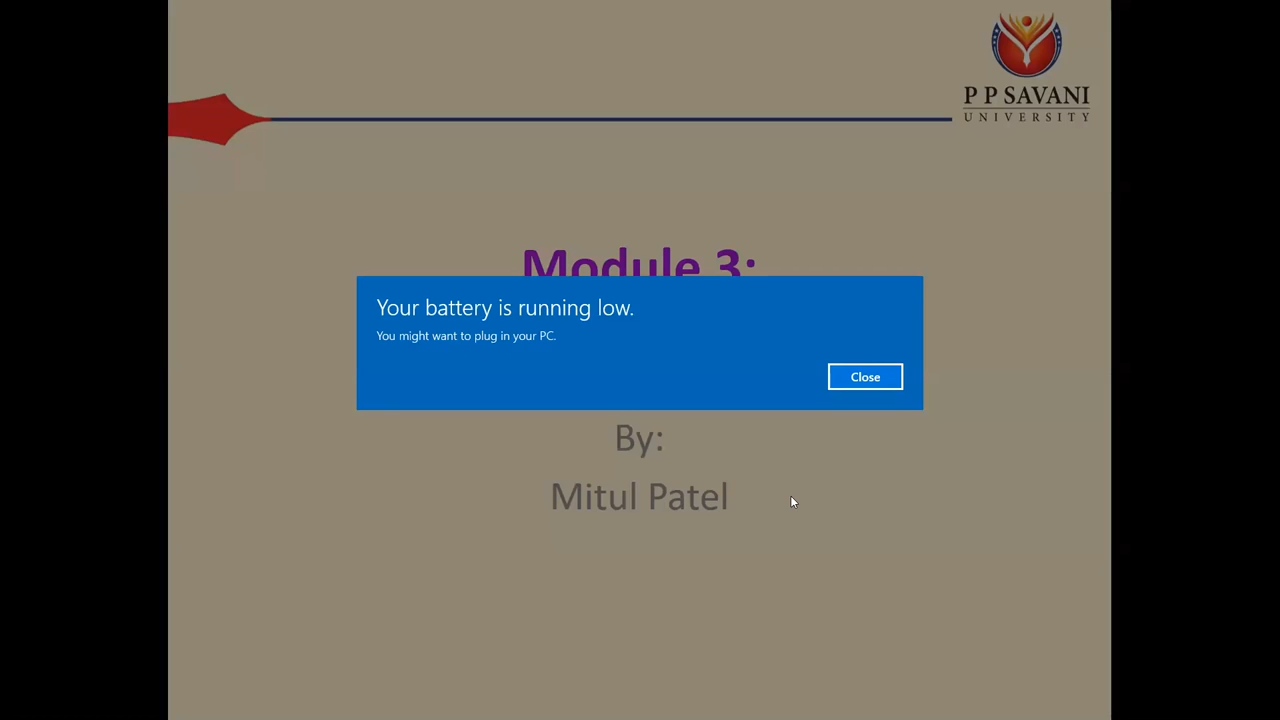 P P SAVANI
UNIVERSITY
Module 3:
Your battery is running low.
You might want to plug in your PC.
Close
By:
Mitul Patel